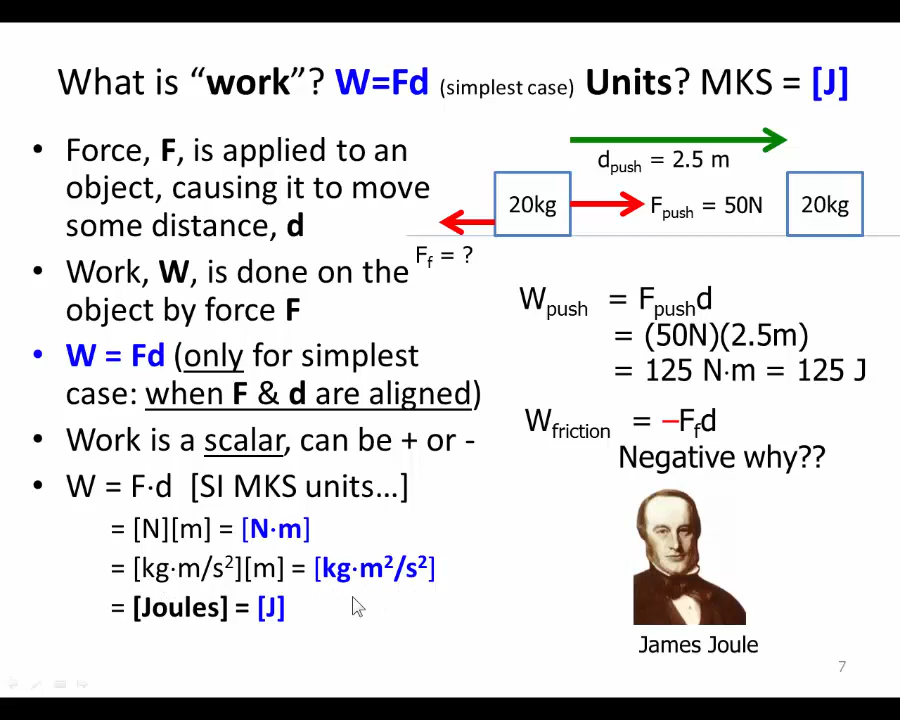 What is “work”? W=Fd (simplest case) Units? MKS = [J]
• Force, F, is applied to an
object, causing it to move
some distance, d
• Work, W, is done on the
object by force F
• W = Fd (only for simplest
case: when F & d are aligned)
• Work is a scalar, can be + or -
• W = F·d [SI MKS units…]
= [N][m] = [N·m]
= [kg·m/s²][m] = [kg·m²/s²]
= [Joules] = [J]
d_push = 2.5 m
20kg
F_push = 50N
20kg
F_f = ?
W_push = F_push d
= (50N)(2.5m)
= 125 N·m = 125 J
W_friction = –F_f d
Negative why??
James Joule
7